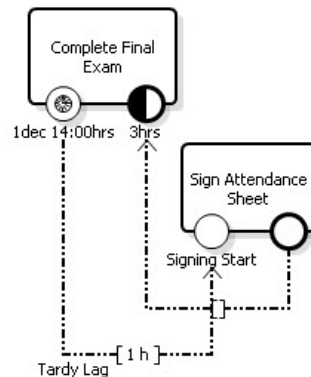 Complete Final
Exam
1dec 14:00hrs
3hrs
Sign Attendance
Sheet
Signing Start
[ ]
[ 1 h ]
Tardy Lag